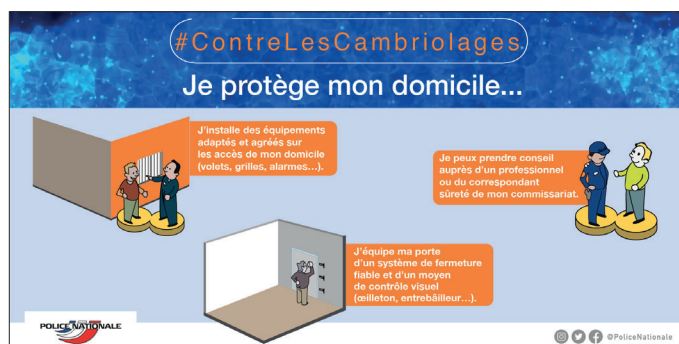 #ContreLesCambriolages
Je protège mon domicile...
J'installe des équipements
adaptés et agréés sur
les accès de mon domicile
(volets, grilles, alarmes...).
Je peux prendre conseil
auprès d'un professionnel
ou du correspondant
sûreté de mon commissariat.
J'équipe ma porte
d'un système de fermeture
fiable et d'un moyen
de contrôle visuel
(œilleton, entrebâilleur...).
POLICE NATIONALE
@PoliceNationale